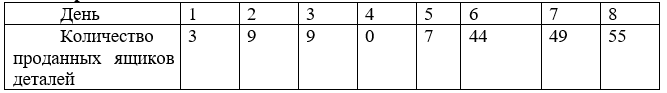 День 1 2 3 4 5 6 7 8
Количество 3 9 9 0 7 44 49 55
проданных ящиков
деталей